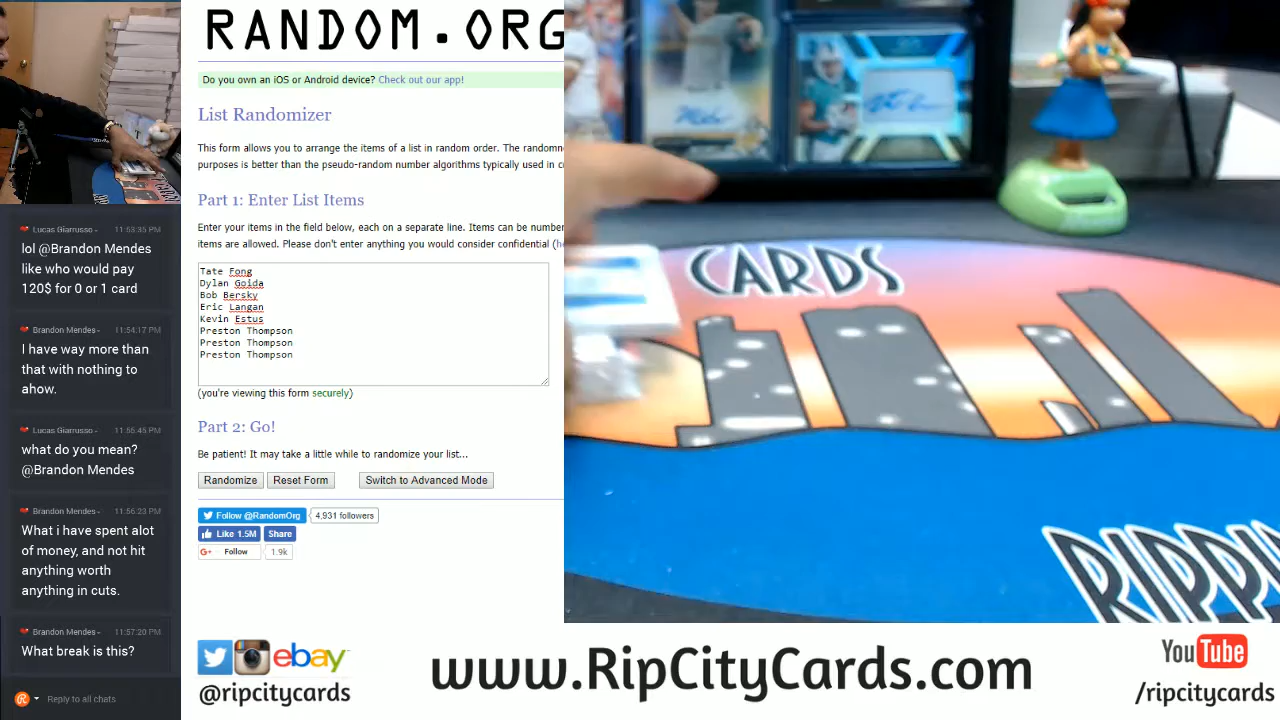 Lucas Giarrusso - 11:53:35 PM
lol @Brandon Mendes
like who would pay
120$ for 0 or 1 card
Brandon Mendes - 11:54:17 PM
I have way more than
that with nothing to
ahow.
Lucas Giarrusso - 11:55:45 PM
what do you mean?
@Brandon Mendes
Brandon Mendes - 11:56:23 PM
What i have spent alot
of money, and not hit
anything worth
anything in cuts.
Brandon Mendes - 11:57:20 PM
What break is this?
Reply to all chats
RANDOM.ORG
Do you own an iOS or Android device? Check out our app!
List Randomizer
This form allows you to arrange the items of a list in random order. The randomn
purposes is better than the pseudo-random number algorithms typically used in c
Part 1: Enter List Items
Enter your items in the field below, each on a separate line. Items can be number
items are allowed. Please don't enter anything you would consider confidential (h
Tate Fong
Dylan Goida
Bob Bersky
Eric Langan
Kevin Estus
Preston Thompson
Preston Thompson
Preston Thompson
(you're viewing this form securely)
Part 2: Go!
Be patient! It may take a little while to randomize your list...
Randomize Reset Form Switch to Advanced Mode
Follow @RandomOrg 4,931 followers
Like 1.5M Share
G+ Follow 1.9k
CARDS
RIPPI
ebay
@ripcitycards
www.RipCityCards.com
YouTube
/ripcitycards